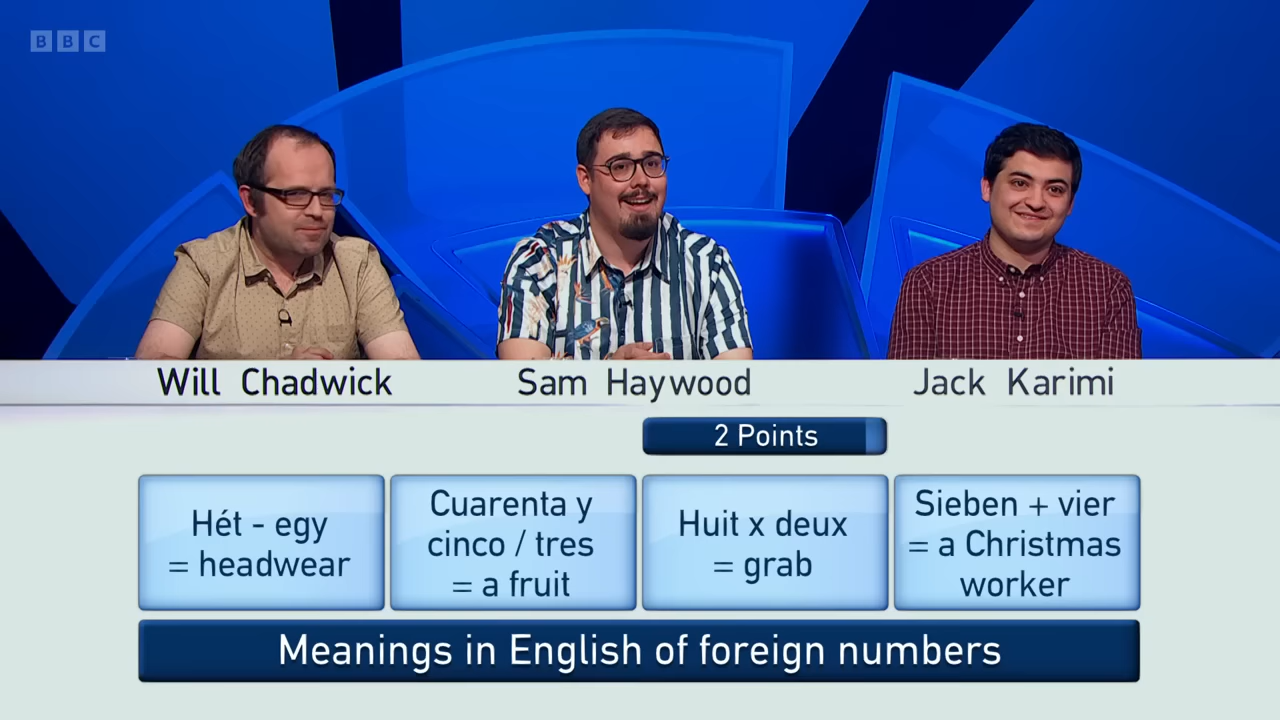 BBC
Will Chadwick
Sam Haywood
Jack Karimi
2 Points
Hét - egy
= headwear
Cuarenta y
cinco / tres
= a fruit
Huit x deux
= grab
Sieben + vier
= a Christmas
worker
Meanings in English of foreign numbers